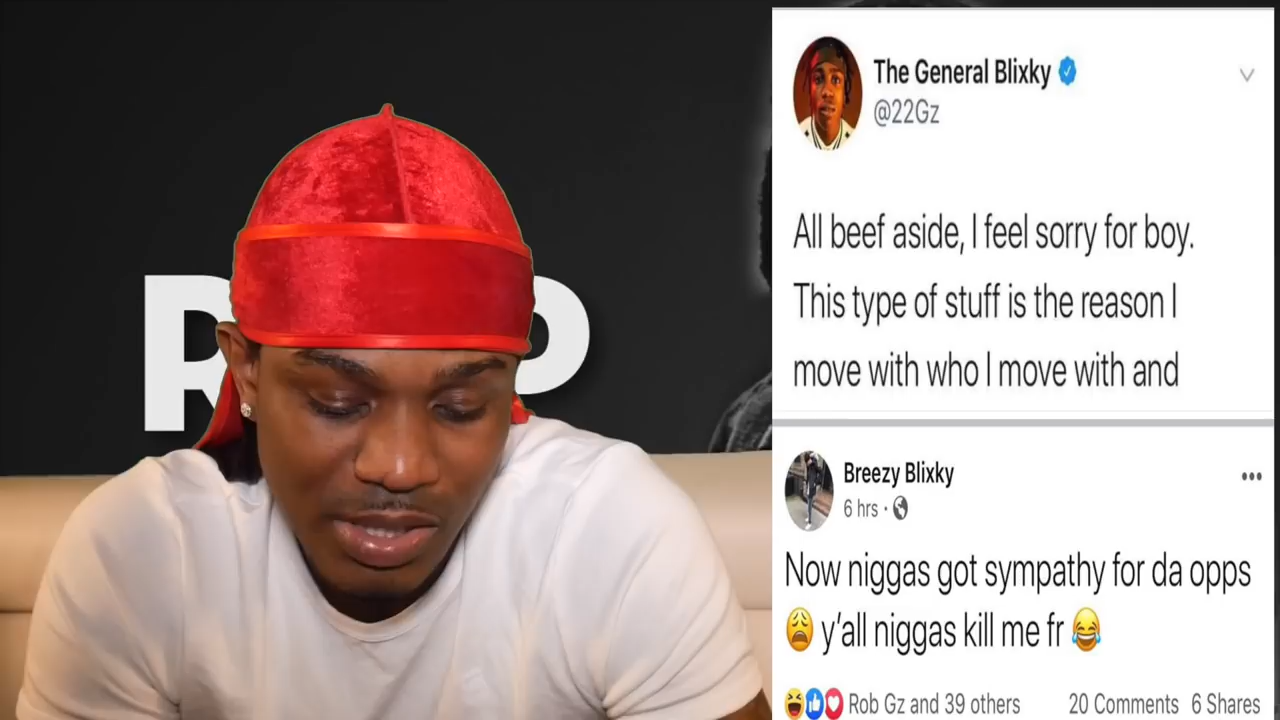 R P
The General Blixky
@22Gz
All beef aside, I feel sorry for boy.
This type of stuff is the reason I
move with who I move with and
Breezy Blixky
6 hrs ·
Now niggas got sympathy for da opps
😩 y'all niggas kill me fr 😂
Rob Gz and 39 others 20 Comments 6 Shares